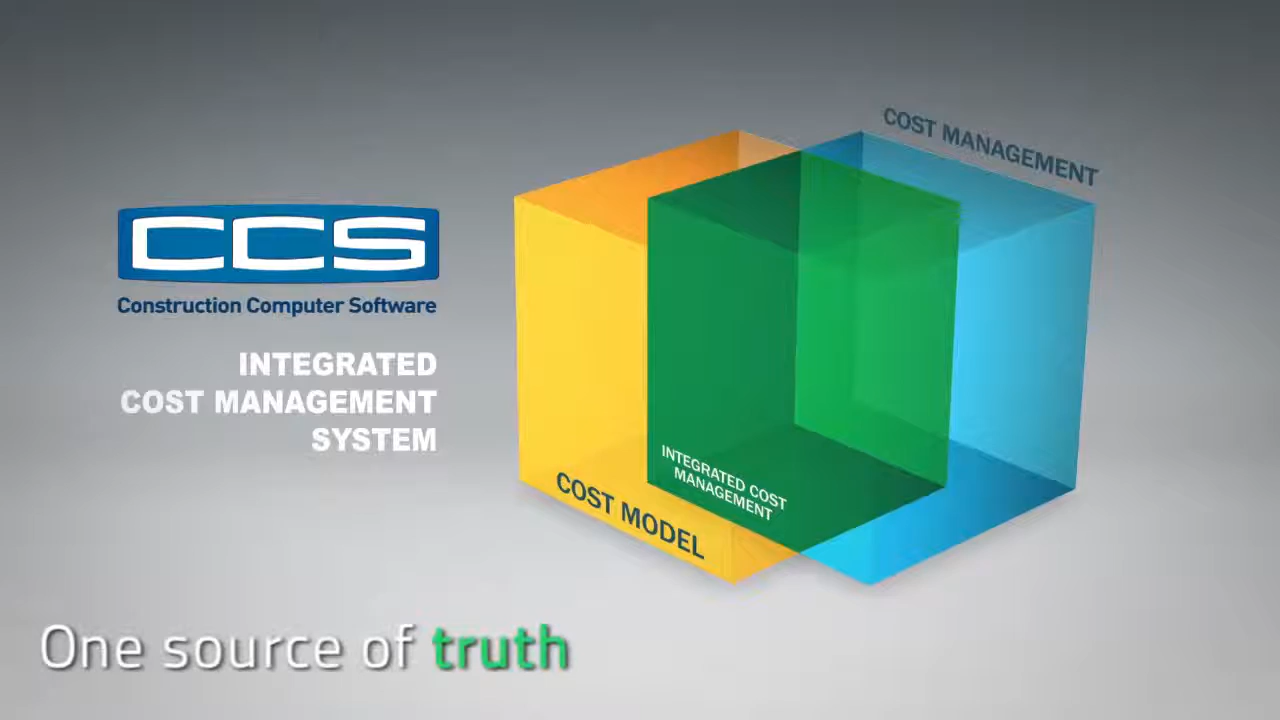 CCS
Construction Computer Software
INTEGRATED
COST MANAGEMENT
SYSTEM
COST MANAGEMENT
INTEGRATED COST
MANAGEMENT
COST MODEL
One source of truth